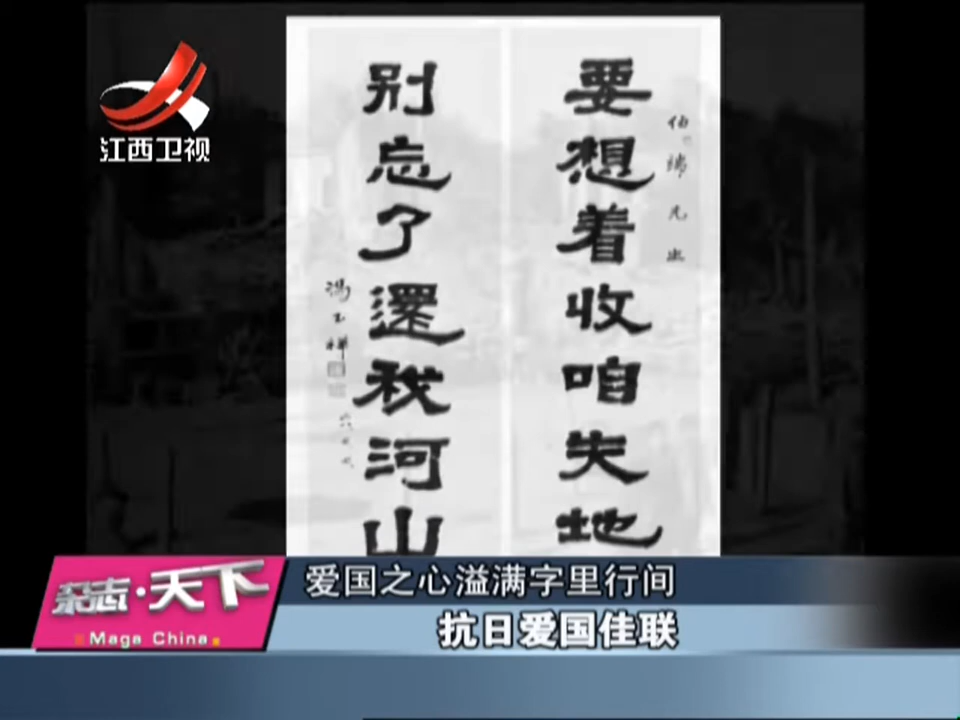 江西卫视
要想着收咱失地
别忘了還我河山
冯玉祥
杂志·天下
Maga China
爱国之心溢满字里行间
抗日爱国佳联